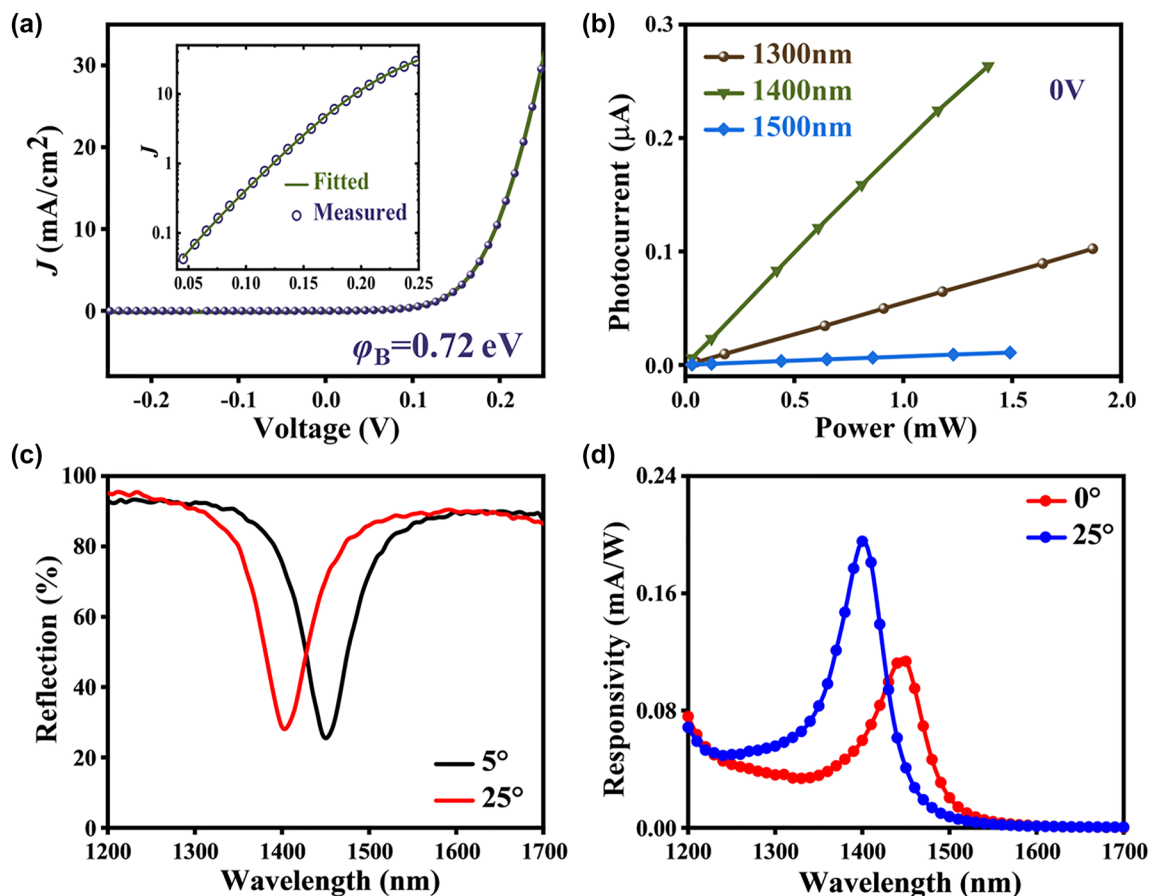 (a)
J (mA/cm²)
30
20
10
0
-0.2
-0.1
0.0
0.1
0.2
Voltage (V)
φB=0.72 eV
J
10
1
0.1
0.05
0.10
0.15
0.20
0.25
Fitted
Measured
(b)
Photocurrent (μA)
0.3
0.2
0.1
0.0
0.0
0.5
1.0
1.5
2.0
Power (mW)
1300nm
1400nm
1500nm
0V
(c)
Reflection (%)
100
80
60
40
20
0
1200
1300
1400
1500
1600
1700
Wavelength (nm)
5°
25°
(d)
Responsivity (mA/W)
0.24
0.16
0.08
0.00
1200
1300
1400
1500
1600
1700
Wavelength (nm)
0°
25°